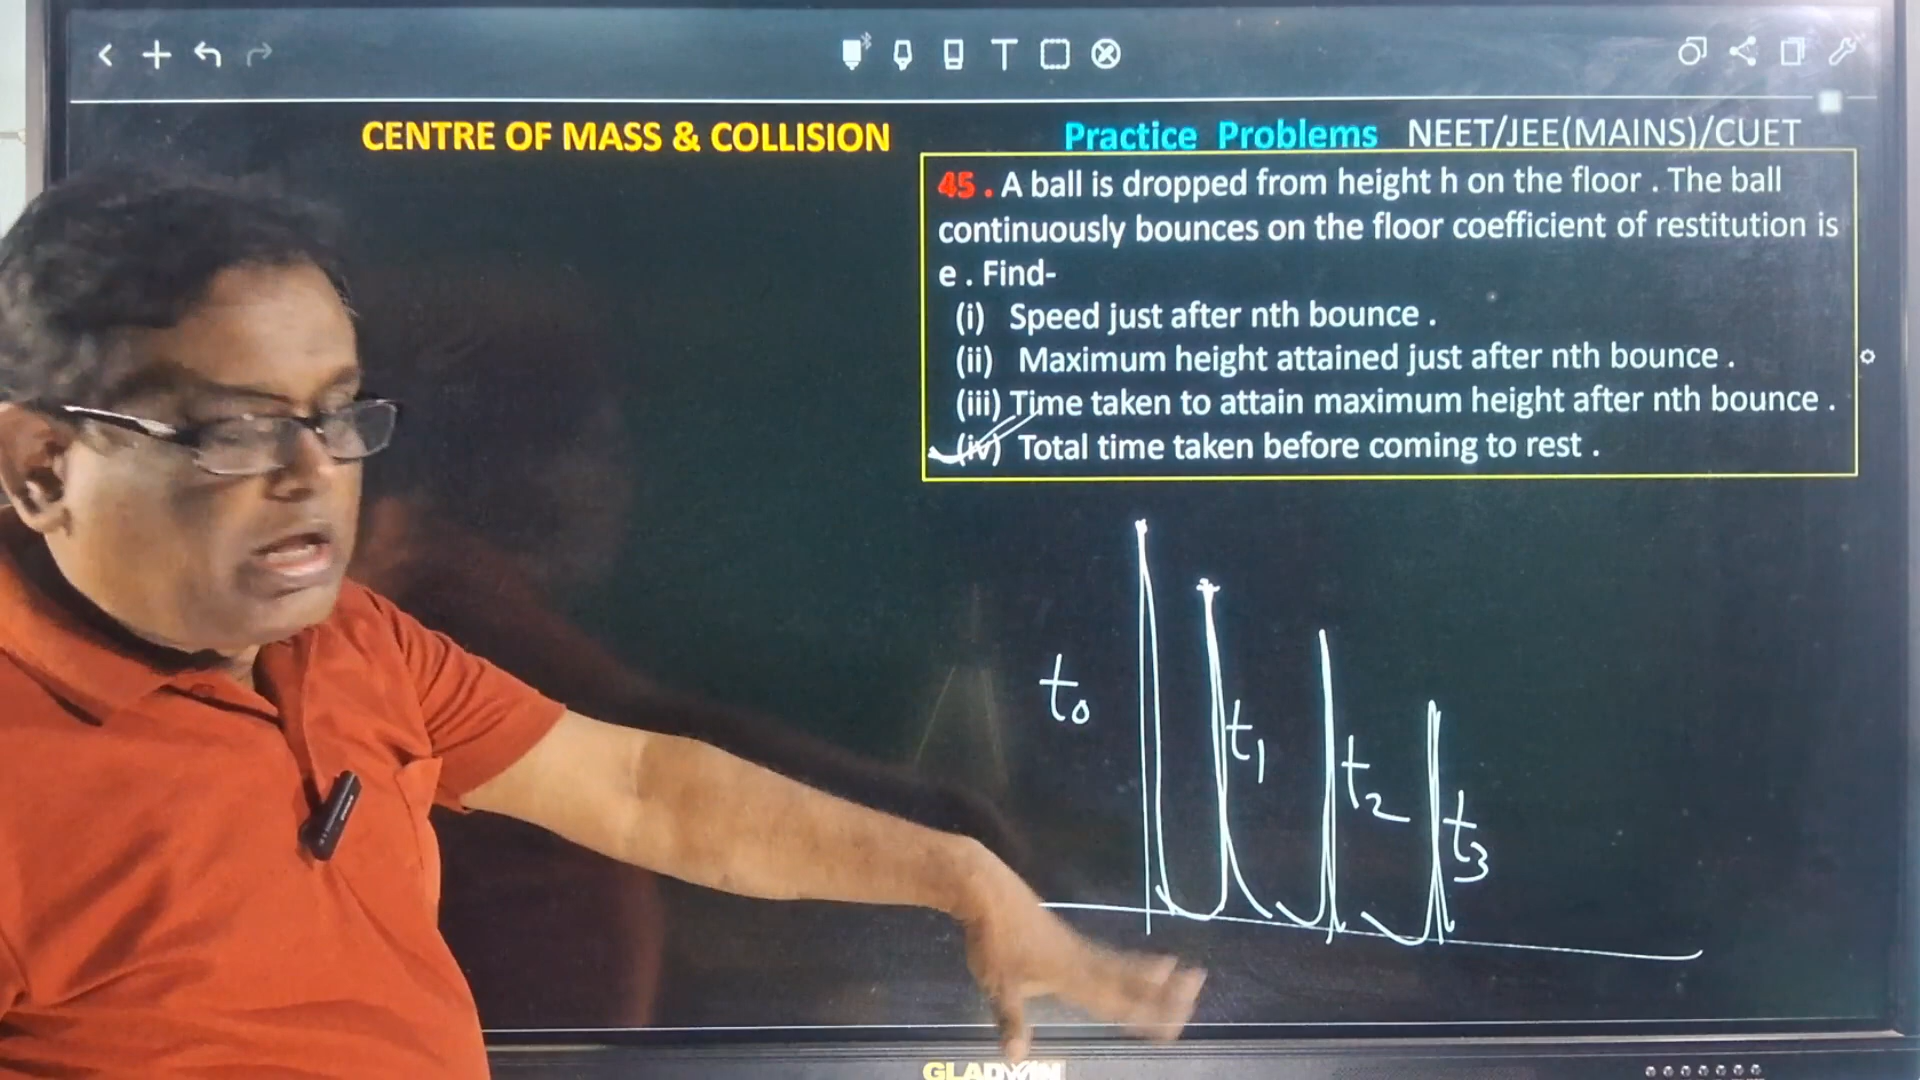 CENTRE OF MASS & COLLISION
Practice Problems NEET/JEE(MAINS)/CUET
45 . A ball is dropped from height h on the floor . The ball
continuously bounces on the floor coefficient of restitution is
e . Find-
(i) Speed just after nth bounce .
(ii) Maximum height attained just after nth bounce .
(iii) Time taken to attain maximum height after nth bounce .
(iv) Total time taken before coming to rest .
t₀
t₁
t₂
t₃
GLADWIN